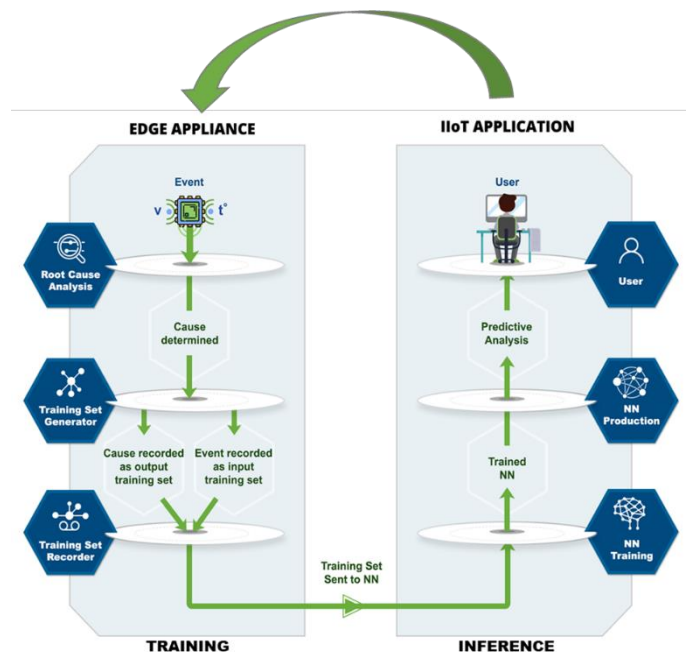 EDGE APPLIANCE
IIoT APPLICATION
Event
v
t°
Root Cause
Analysis
Cause
determined
Training Set
Generator
Cause recorded
as output
training set
Event recorded
as input
training set
Training Set
Recorder
Training Set
Sent to NN
TRAINING
User
User
Predictive
Analysis
NN
Production
Trained
NN
NN
Training
INFERENCE